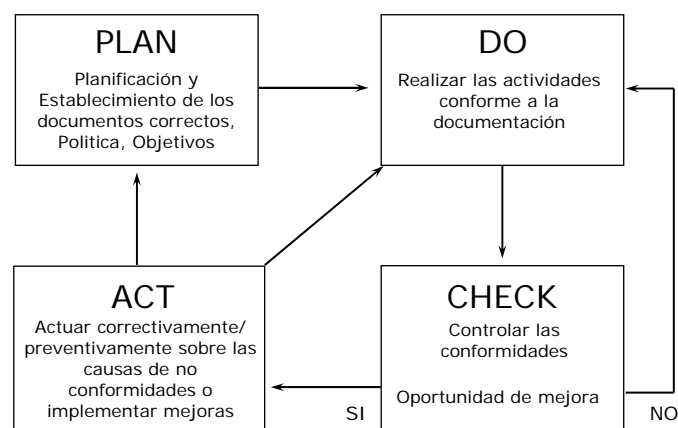 PLAN
Planificación y
Establecimiento de los
documentos correctos,
Politica, Objetivos
DO
Realizar las actividades
conforme a la
documentación
ACT
Actuar correctivamente/
preventivamente sobre las
causas de no
conformidades o
implementar mejoras
CHECK
Controlar las
conformidades
Oportunidad de mejora
SI
NO